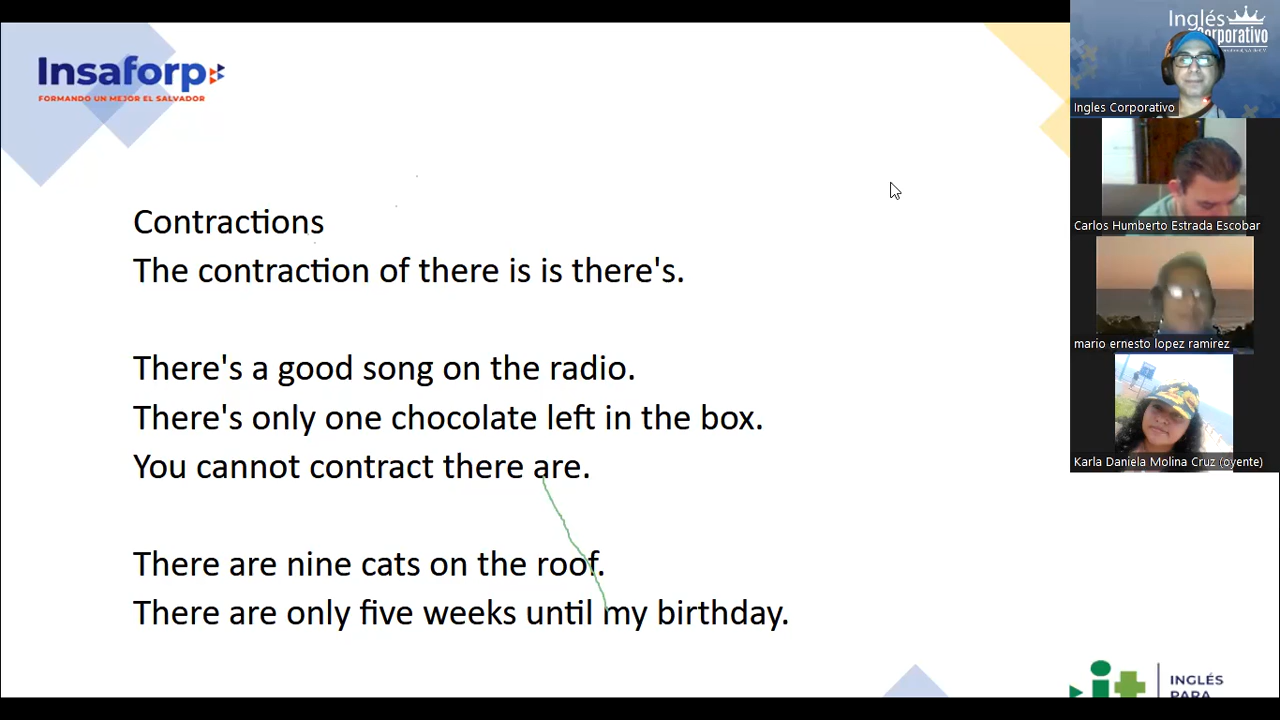 Insaforp
FORMANDO UN MEJOR EL SALVADOR
Contractions
The contraction of there is is there's.
There's a good song on the radio.
There's only one chocolate left in the box.
You cannot contract there are.
There are nine cats on the roof.
There are only five weeks until my birthday.
INGLÉS
PARA
Inglés
Corporativo
Ingles Corporativo
Carlos Humberto Estrada Escobar
mario ernesto lopez ramirez
Karla Daniela Molina Cruz (oyente)